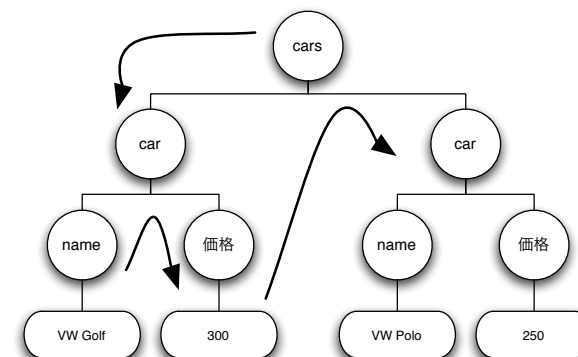 cars
car
car
name
価格
name
価格
VW Golf
300
VW Polo
250